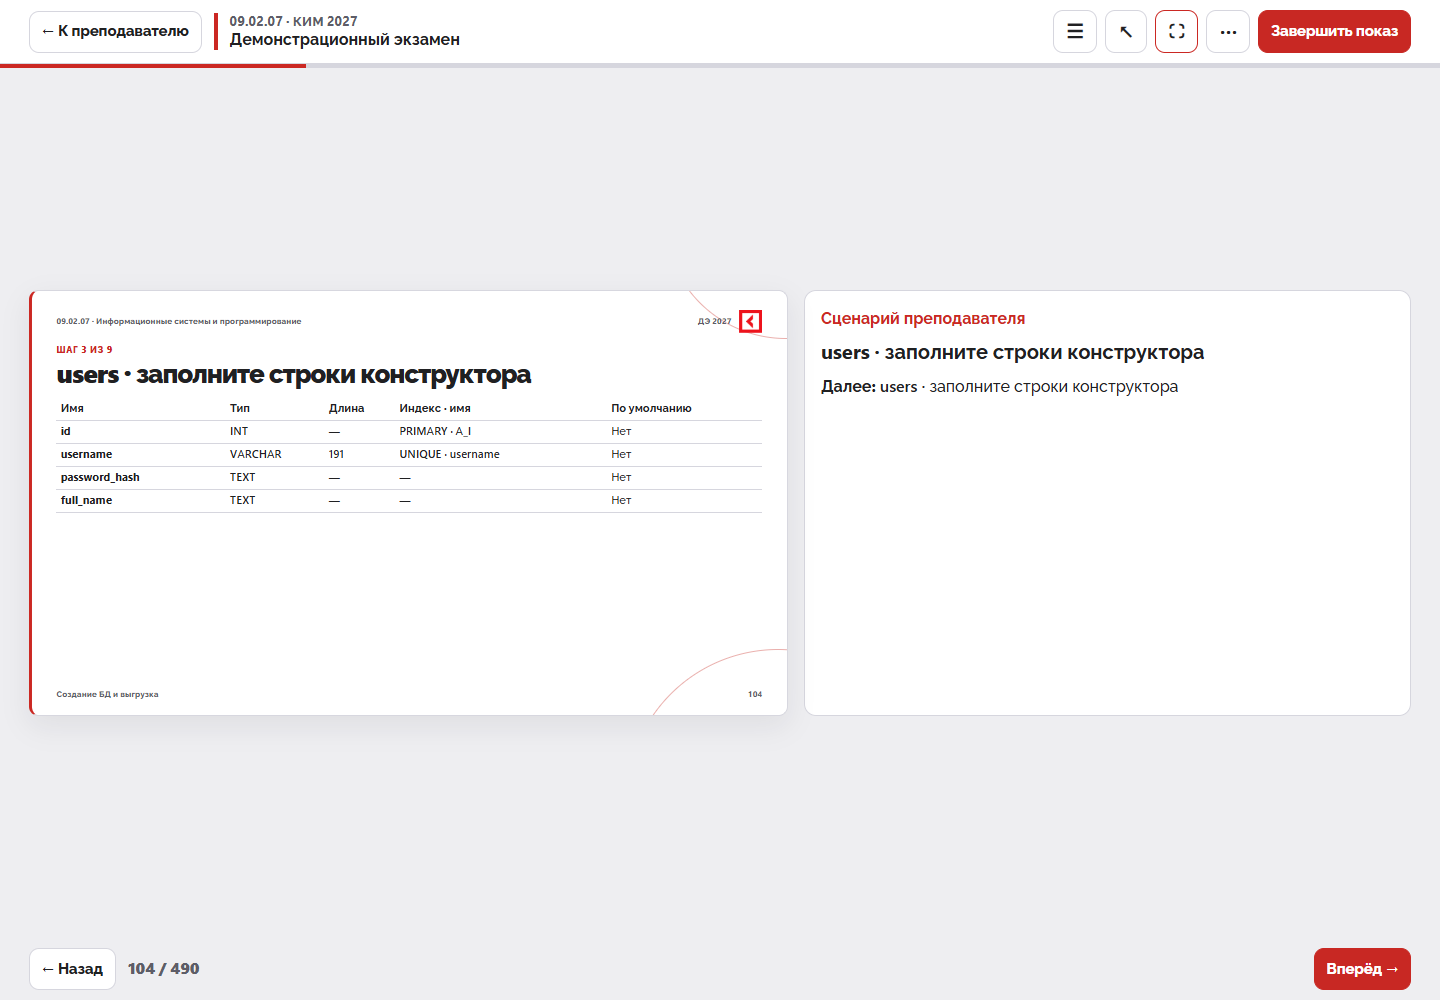 ← К преподавателю
09.02.07 · КИМ 2027
Демонстрационный экзамен
Завершить показ
09.02.07 · Информационные системы и программирование
ДЭ 2027
ШАГ 3 ИЗ 9
users · заполните строки конструктора
Имя Тип Длина Индекс · имя По умолчанию
id INT — PRIMARY · A_I Нет
username VARCHAR 191 UNIQUE · username Нет
password_hash TEXT — — Нет
full_name TEXT — — Нет
Создание БД и выгрузка
104
Сценарий преподавателя
users · заполните строки конструктора
Далее: users · заполните строки конструктора
← Назад
104 / 490
Вперёд →